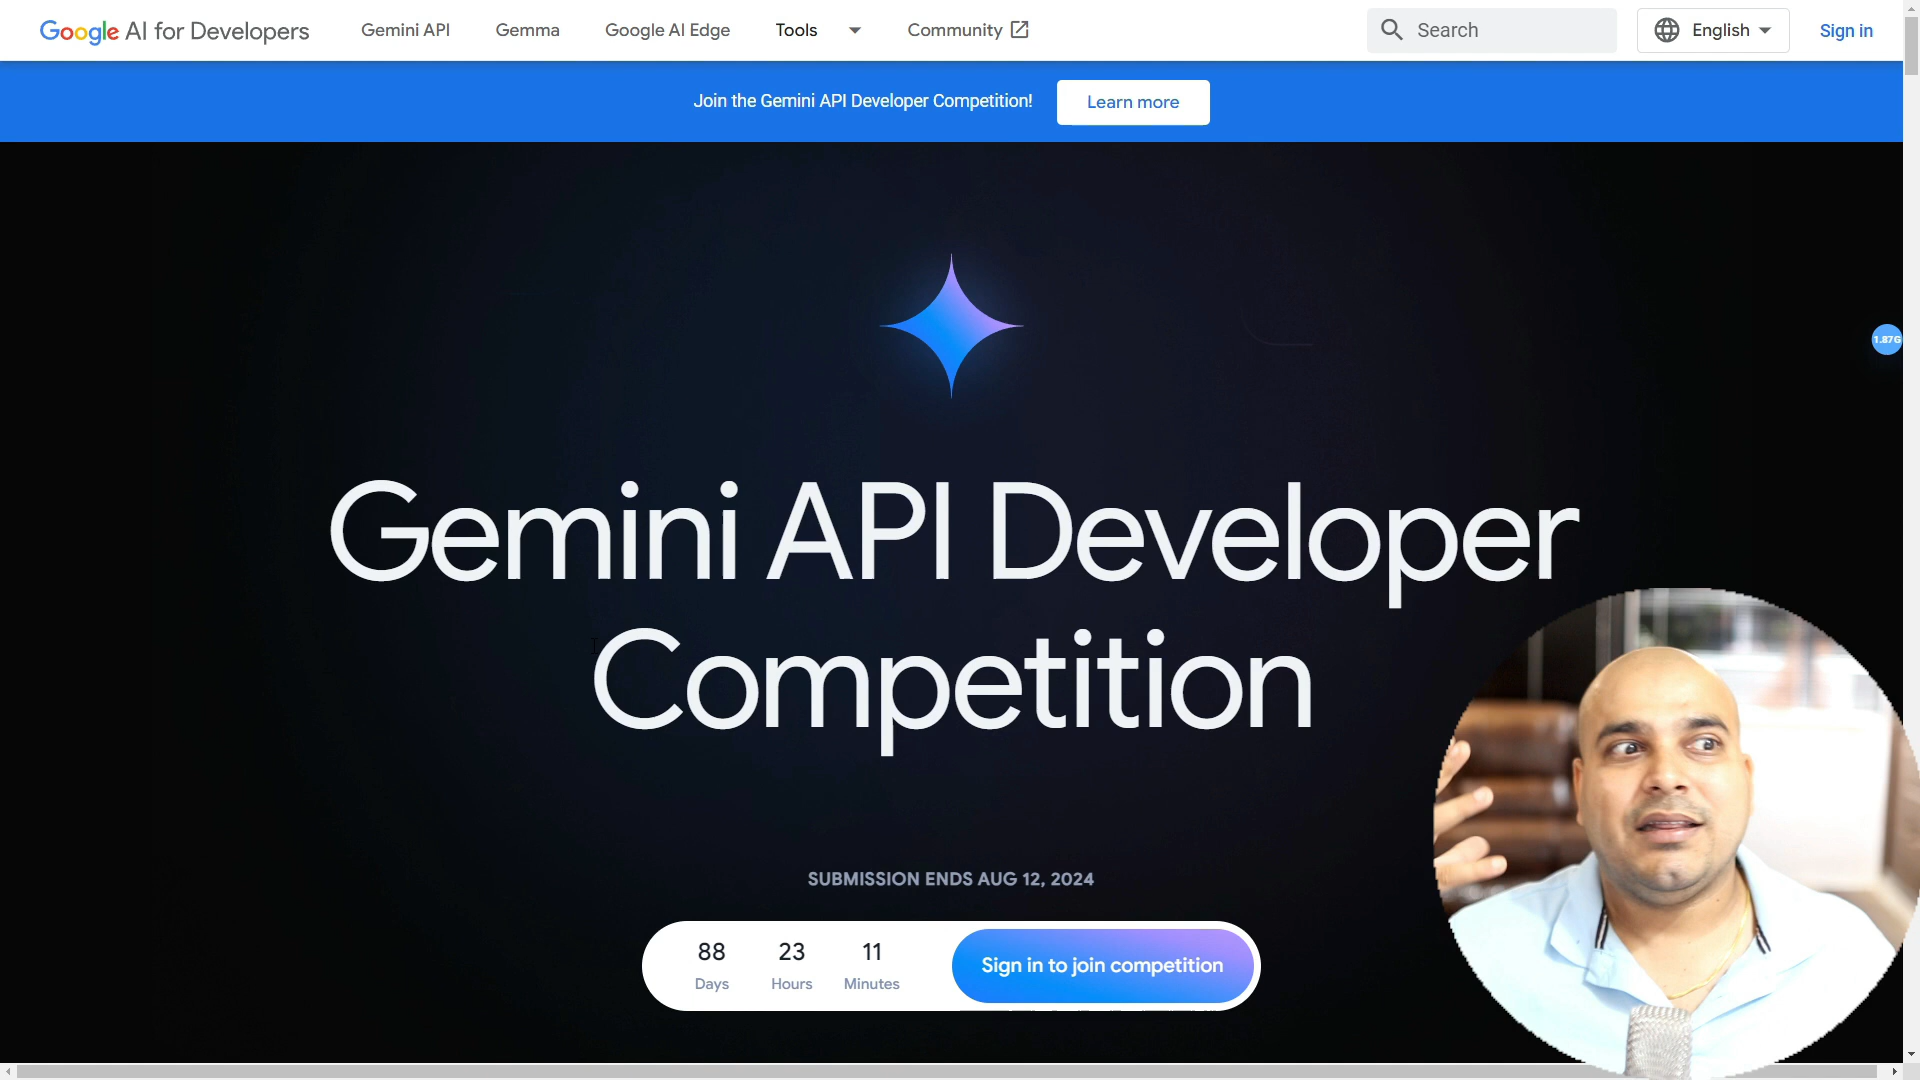 Google AI for Developers
Gemini API
Gemma
Google AI Edge
Tools
Community
Search
English
Sign in
Join the Gemini API Developer Competition!
Learn more
1.87G
Gemini API Developer
Competition
SUBMISSION ENDS AUG 12, 2024
88 23 11
Days Hours Minutes
Sign in to join competition